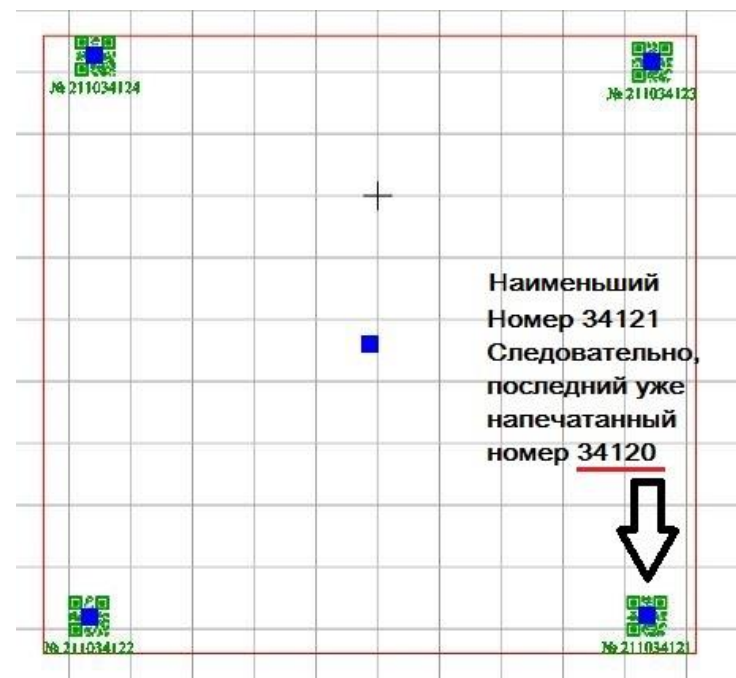 № 211034124
№ 211034123
Наименьший
Номер 34121
Следовательно,
последний уже
напечатанный
номер 34120
№ 211034122
№ 211034121